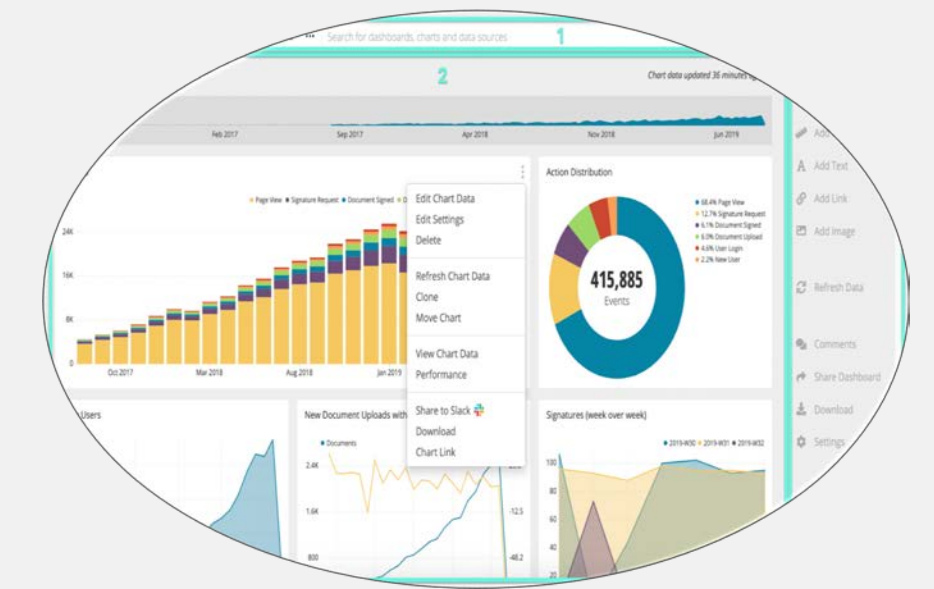 Search for dashboards, charts and data sources
1
2
Chart data updated 36 minutes
Feb 2017
Sep 2017
Apr 2018
Nov 2018
Jun 2019
Page View
Signature Request
Document Signed
24K
16K
8K
0
Oct 2017
Mar 2018
Aug 2018
Jan 2019
Edit Chart Data
Edit Settings
Delete
Refresh Chart Data
Clone
Move Chart
View Chart Data
Performance
Share to Slack
Download
Chart Link
Action Distribution
68.4% Page View
12.7% Signature Request
6.1% Document Signed
6.0% Document Upload
4.6% User Login
2.2% New User
415,885
Events
Add
Add Text
Add Link
Add Image
Refresh Data
Comments
Share Dashboard
Download
Settings
Users
New Document Uploads with
Documents
2.4K
1.6K
800
-12.5
-48.2
Signatures (week over week)
2019-W30
2019-W31
2019-W32
100
80
60
40
20